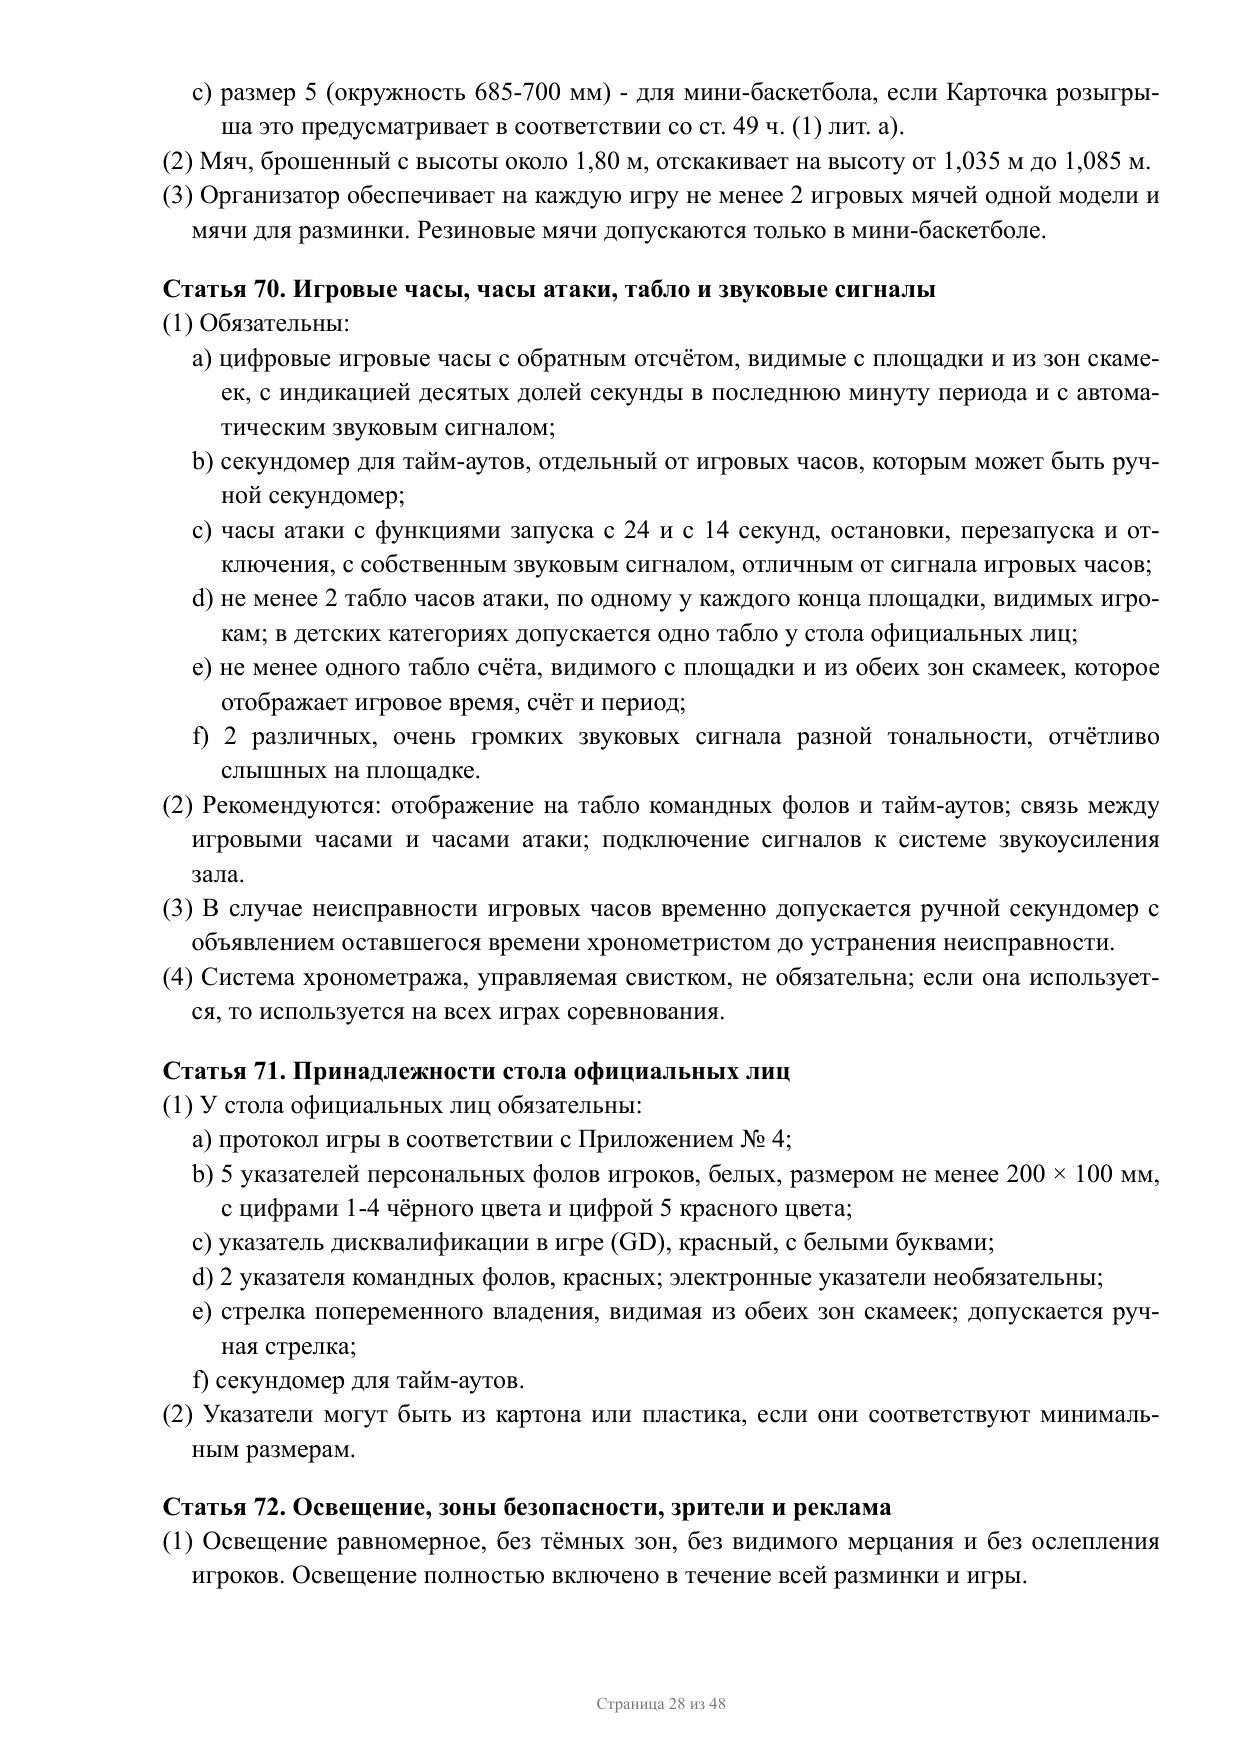 c) размер 5 (окружность 685-700 мм) - для мини-баскетбола, если Карточка розыгры-
ша это предусматривает в соответствии со ст. 49 ч. (1) лит. a).
(2) Мяч, брошенный с высоты около 1,80 м, отскакивает на высоту от 1,035 м до 1,085 м.
(3) Организатор обеспечивает на каждую игру не менее 2 игровых мячей одной модели и
мячи для разминки. Резиновые мячи допускаются только в мини-баскетболе.
Статья 70. Игровые часы, часы атаки, табло и звуковые сигналы
(1) Обязательны:
a) цифровые игровые часы с обратным отсчётом, видимые с площадки и из зон скаме-
ек, с индикацией десятых долей секунды в последнюю минуту периода и с автома-
тическим звуковым сигналом;
b) секундомер для тайм-аутов, отдельный от игровых часов, которым может быть руч-
ной секундомер;
c) часы атаки с функциями запуска с 24 и с 14 секунд, остановки, перезапуска и от-
ключения, с собственным звуковым сигналом, отличным от сигнала игровых часов;
d) не менее 2 табло часов атаки, по одному у каждого конца площадки, видимых игро-
кам; в детских категориях допускается одно табло у стола официальных лиц;
e) не менее одного табло счёта, видимого с площадки и из обеих зон скамеек, которое
отображает игровое время, счёт и период;
f) 2 различных, очень громких звуковых сигнала разной тональности, отчётливо
слышных на площадке.
(2) Рекомендуются: отображение на табло командных фолов и тайм-аутов; связь между
игровыми часами и часами атаки; подключение сигналов к системе звукоусиления
зала.
(3) В случае неисправности игровых часов временно допускается ручной секундомер с
объявлением оставшегося времени хронометристом до устранения неисправности.
(4) Система хронометража, управляемая свистком, не обязательна; если она использует-
ся, то используется на всех играх соревнования.
Статья 71. Принадлежности стола официальных лиц
(1) У стола официальных лиц обязательны:
a) протокол игры в соответствии с Приложением № 4;
b) 5 указателей персональных фолов игроков, белых, размером не менее 200 × 100 мм,
с цифрами 1-4 чёрного цвета и цифрой 5 красного цвета;
c) указатель дисквалификации в игре (GD), красный, с белыми буквами;
d) 2 указателя командных фолов, красных; электронные указатели необязательны;
e) стрелка попеременного владения, видимая из обеих зон скамеек; допускается руч-
ная стрелка;
f) секундомер для тайм-аутов.
(2) Указатели могут быть из картона или пластика, если они соответствуют минималь-
ным размерам.
Статья 72. Освещение, зоны безопасности, зрители и реклама
(1) Освещение равномерное, без тёмных зон, без видимого мерцания и без ослепления
игроков. Освещение полностью включено в течение всей разминки и игры.
Страница 28 из 48